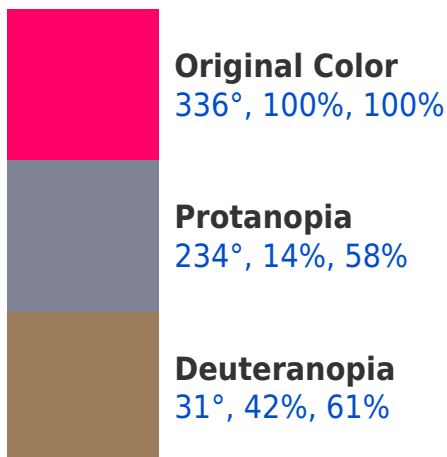 Original Color
336°, 100%, 100%
Protanopia
234°, 14%, 58%
Deuteranopia
31°, 42%, 61%